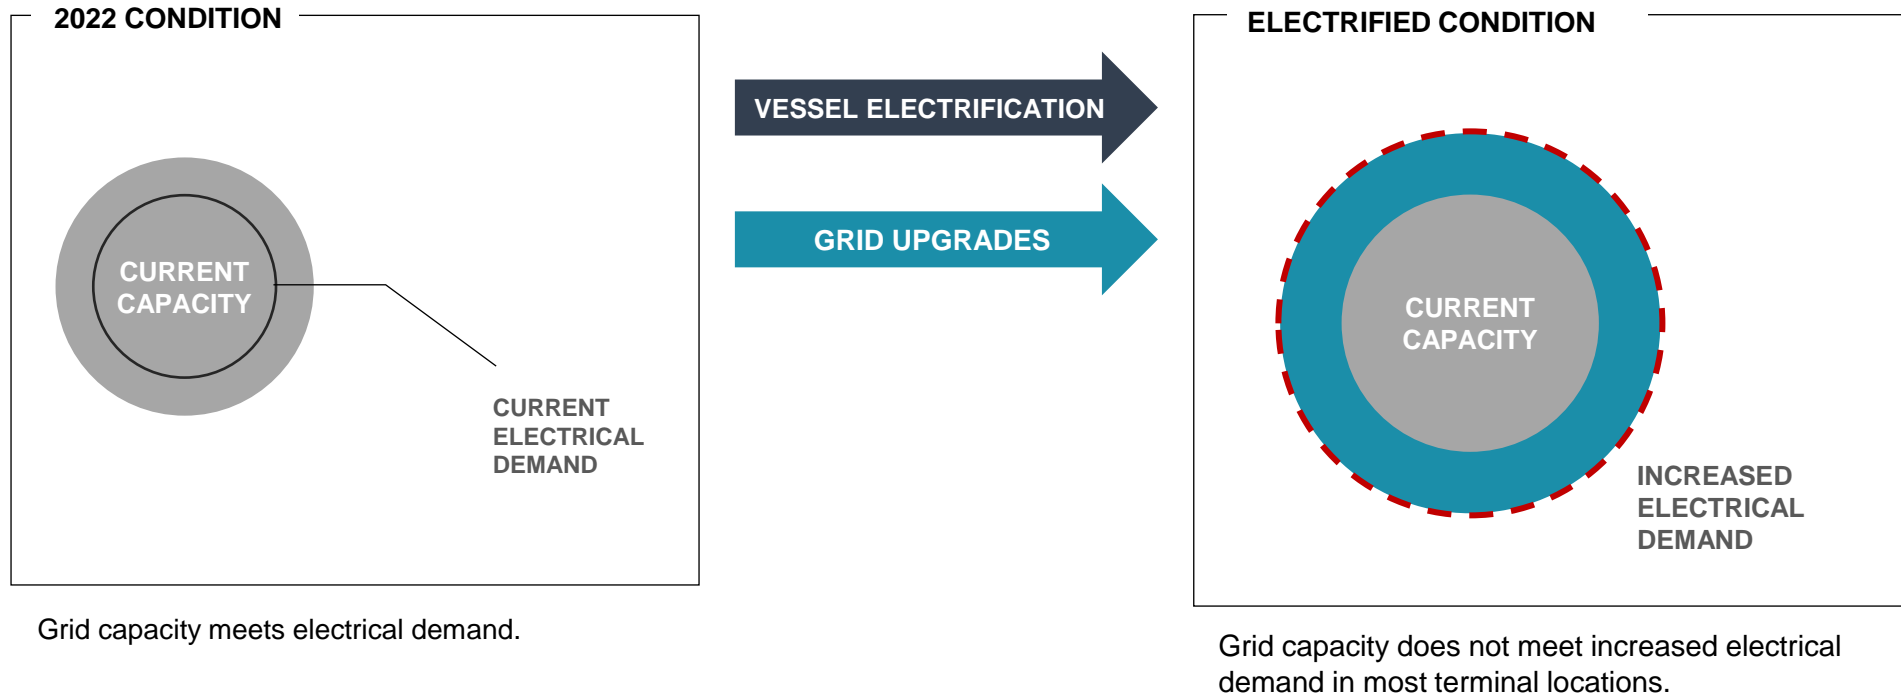 2022 CONDITION
CURRENT
CAPACITY
CURRENT
ELECTRICAL
DEMAND
Grid capacity meets electrical demand.
VESSEL ELECTRIFICATION
GRID UPGRADES
ELECTRIFIED CONDITION
CURRENT
CAPACITY
INCREASED
ELECTRICAL
DEMAND
Grid capacity does not meet increased electrical
demand in most terminal locations.